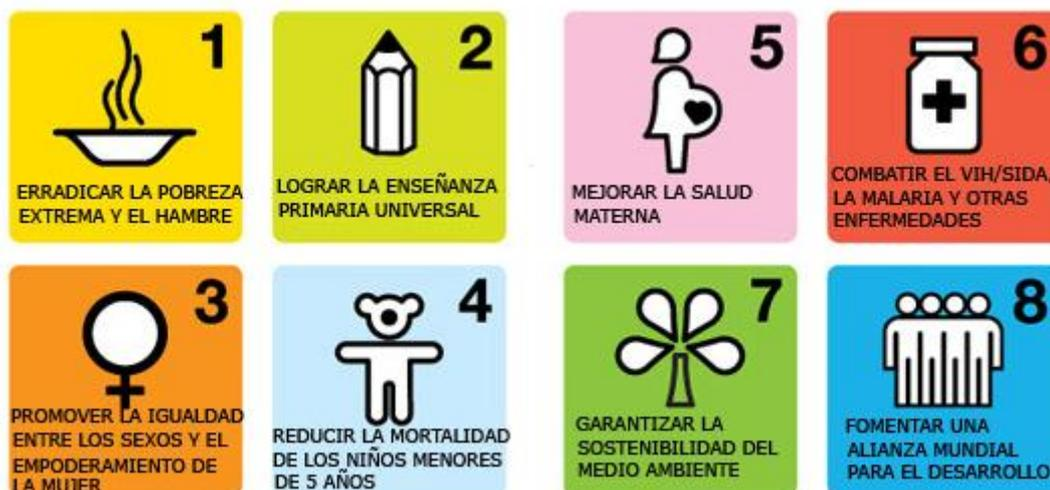 1
ERRADICAR LA POBREZA
EXTREMA Y EL HAMBRE
2
LOGRAR LA ENSEÑANZA
PRIMARIA UNIVERSAL
5
MEJORAR LA SALUD
MATERNA
6
COMBATIR EL VIH/SIDA,
LA MALARIA Y OTRAS
ENFERMEDADES
3
PROMOVER LA IGUALDAD
ENTRE LOS SEXOS Y EL
EMPODERAMIENTO DE
LA MUJER
4
REDUCIR LA MORTALIDAD
DE LOS NIÑOS MENORES
DE 5 AÑOS
7
GARANTIZAR LA
SOSTENIBILIDAD DEL
MEDIO AMBIENTE
8
FOMENTAR UNA
ALIANZA MUNDIAL
PARA EL DESARROLLO